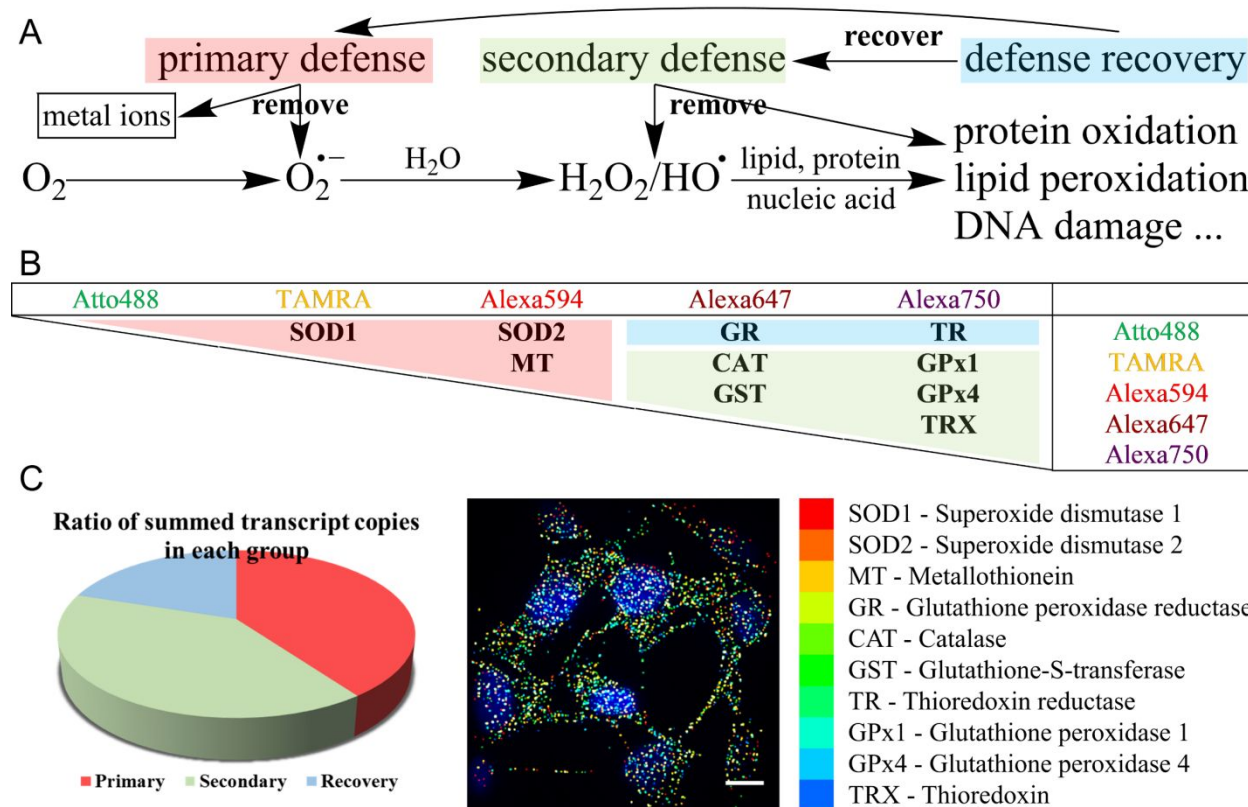 A
primary defense
secondary defense
recover
defense recovery
metal ions
remove
remove
O2
O2•−
H2O
H2O2/HO•
lipid, protein
nucleic acid
protein oxidation
lipid peroxidation
DNA damage ...
B
Atto488 TAMRA Alexa594 Alexa647 Alexa750
SOD1 SOD2 GR TR Atto488
MT CAT GPx1 TAMRA
GST GPx4 Alexa594
TRX Alexa647
Alexa750
C
Ratio of summed transcript copies
in each group
Primary Secondary Recovery
SOD1 - Superoxide dismutase 1
SOD2 - Superoxide dismutase 2
MT - Metallothionein
GR - Glutathione peroxidase reductase
CAT - Catalase
GST - Glutathione-S-transferase
TR - Thioredoxin reductase
GPx1 - Glutathione peroxidase 1
GPx4 - Glutathione peroxidase 4
TRX - Thioredoxin